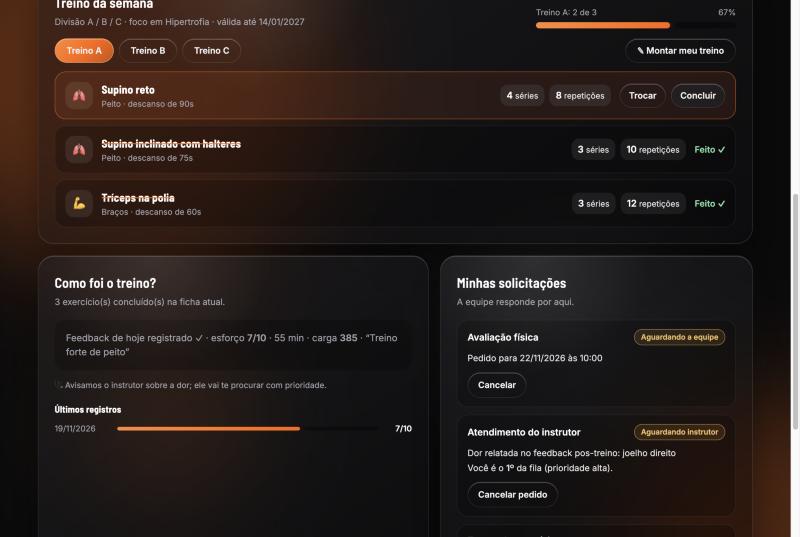 Treino da semana
Divisão A / B / C · foco em Hipertrofia · válida até 14/01/2027
Treino A: 2 de 3 67%
Treino A Treino B Treino C
✎ Montar meu treino
Supino reto
Peito · descanso de 90s
4 séries 8 repetições Trocar Concluir
Supino inclinado com halteres
Peito · descanso de 75s
3 séries 10 repetições Feito ✓
Tríceps na polia
Braços · descanso de 60s
3 séries 12 repetições Feito ✓
Como foi o treino?
3 exercício(s) concluído(s) na ficha atual.
Feedback de hoje registrado ✓ · esforço 7/10 · 55 min · carga 385 · “Treino
forte de peito”
Avisamos o instrutor sobre a dor; ele vai te procurar com prioridade.
Últimos registros
19/11/2026 7/10
Minhas solicitações
A equipe responde por aqui.
Avaliação física Aguardando a equipe
Pedido para 22/11/2026 às 10:00
Cancelar
Atendimento do instrutor Aguardando instrutor
Dor relatada no feedback pos-treino: joelho direito
Você é o 1º da fila (prioridade alta).
Cancelar pedido